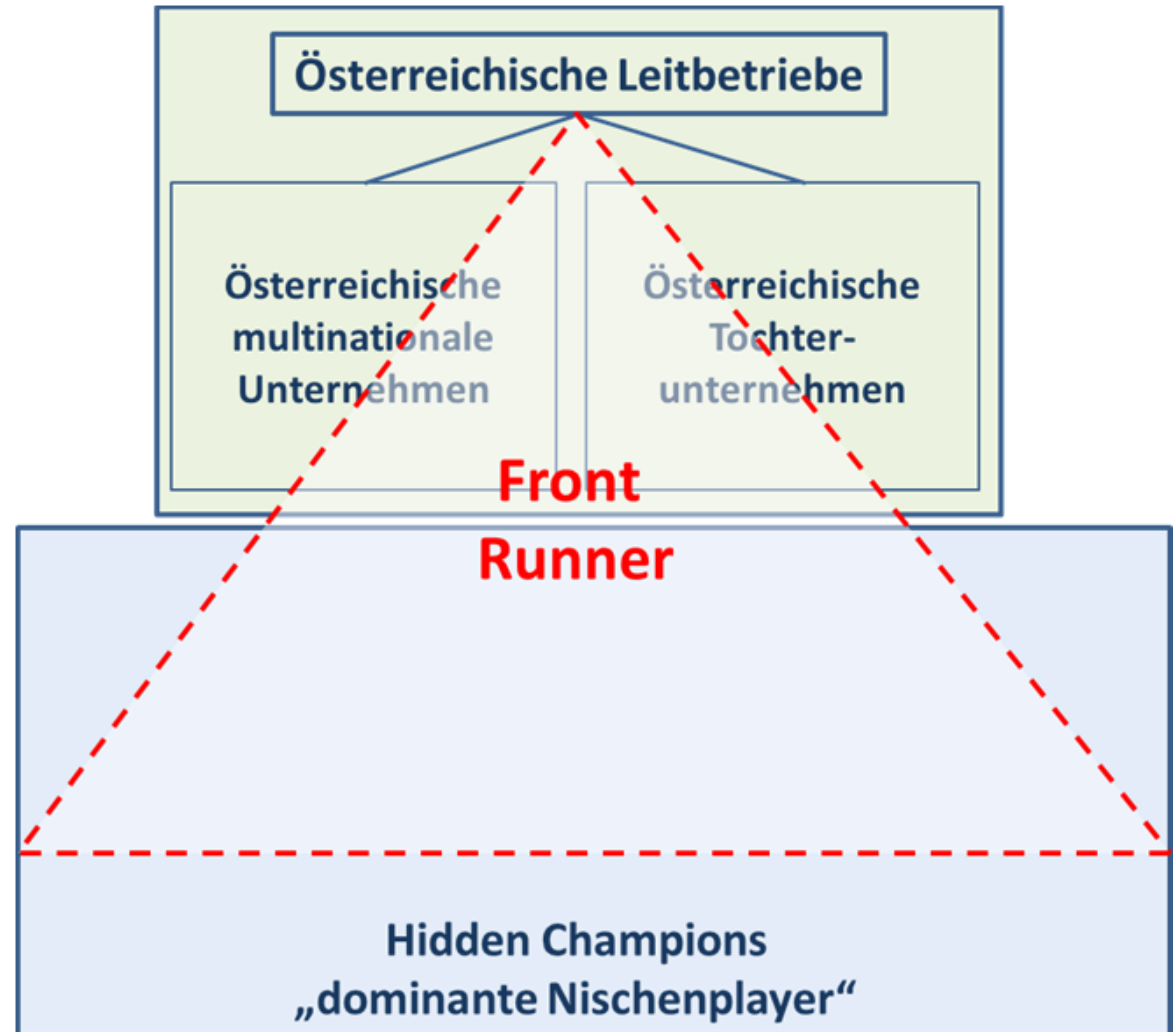 Österreichische Leitbetriebe
Österreichische
multinationale
Unternehmen
Österreichische
Tochter-
unternehmen
Front
Runner
Hidden Champions
„dominante Nischenplayer“